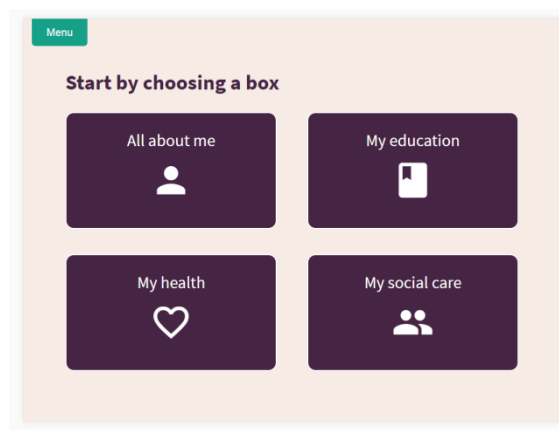 Menu
Start by choosing a box
All about me
My education
My health
My social care